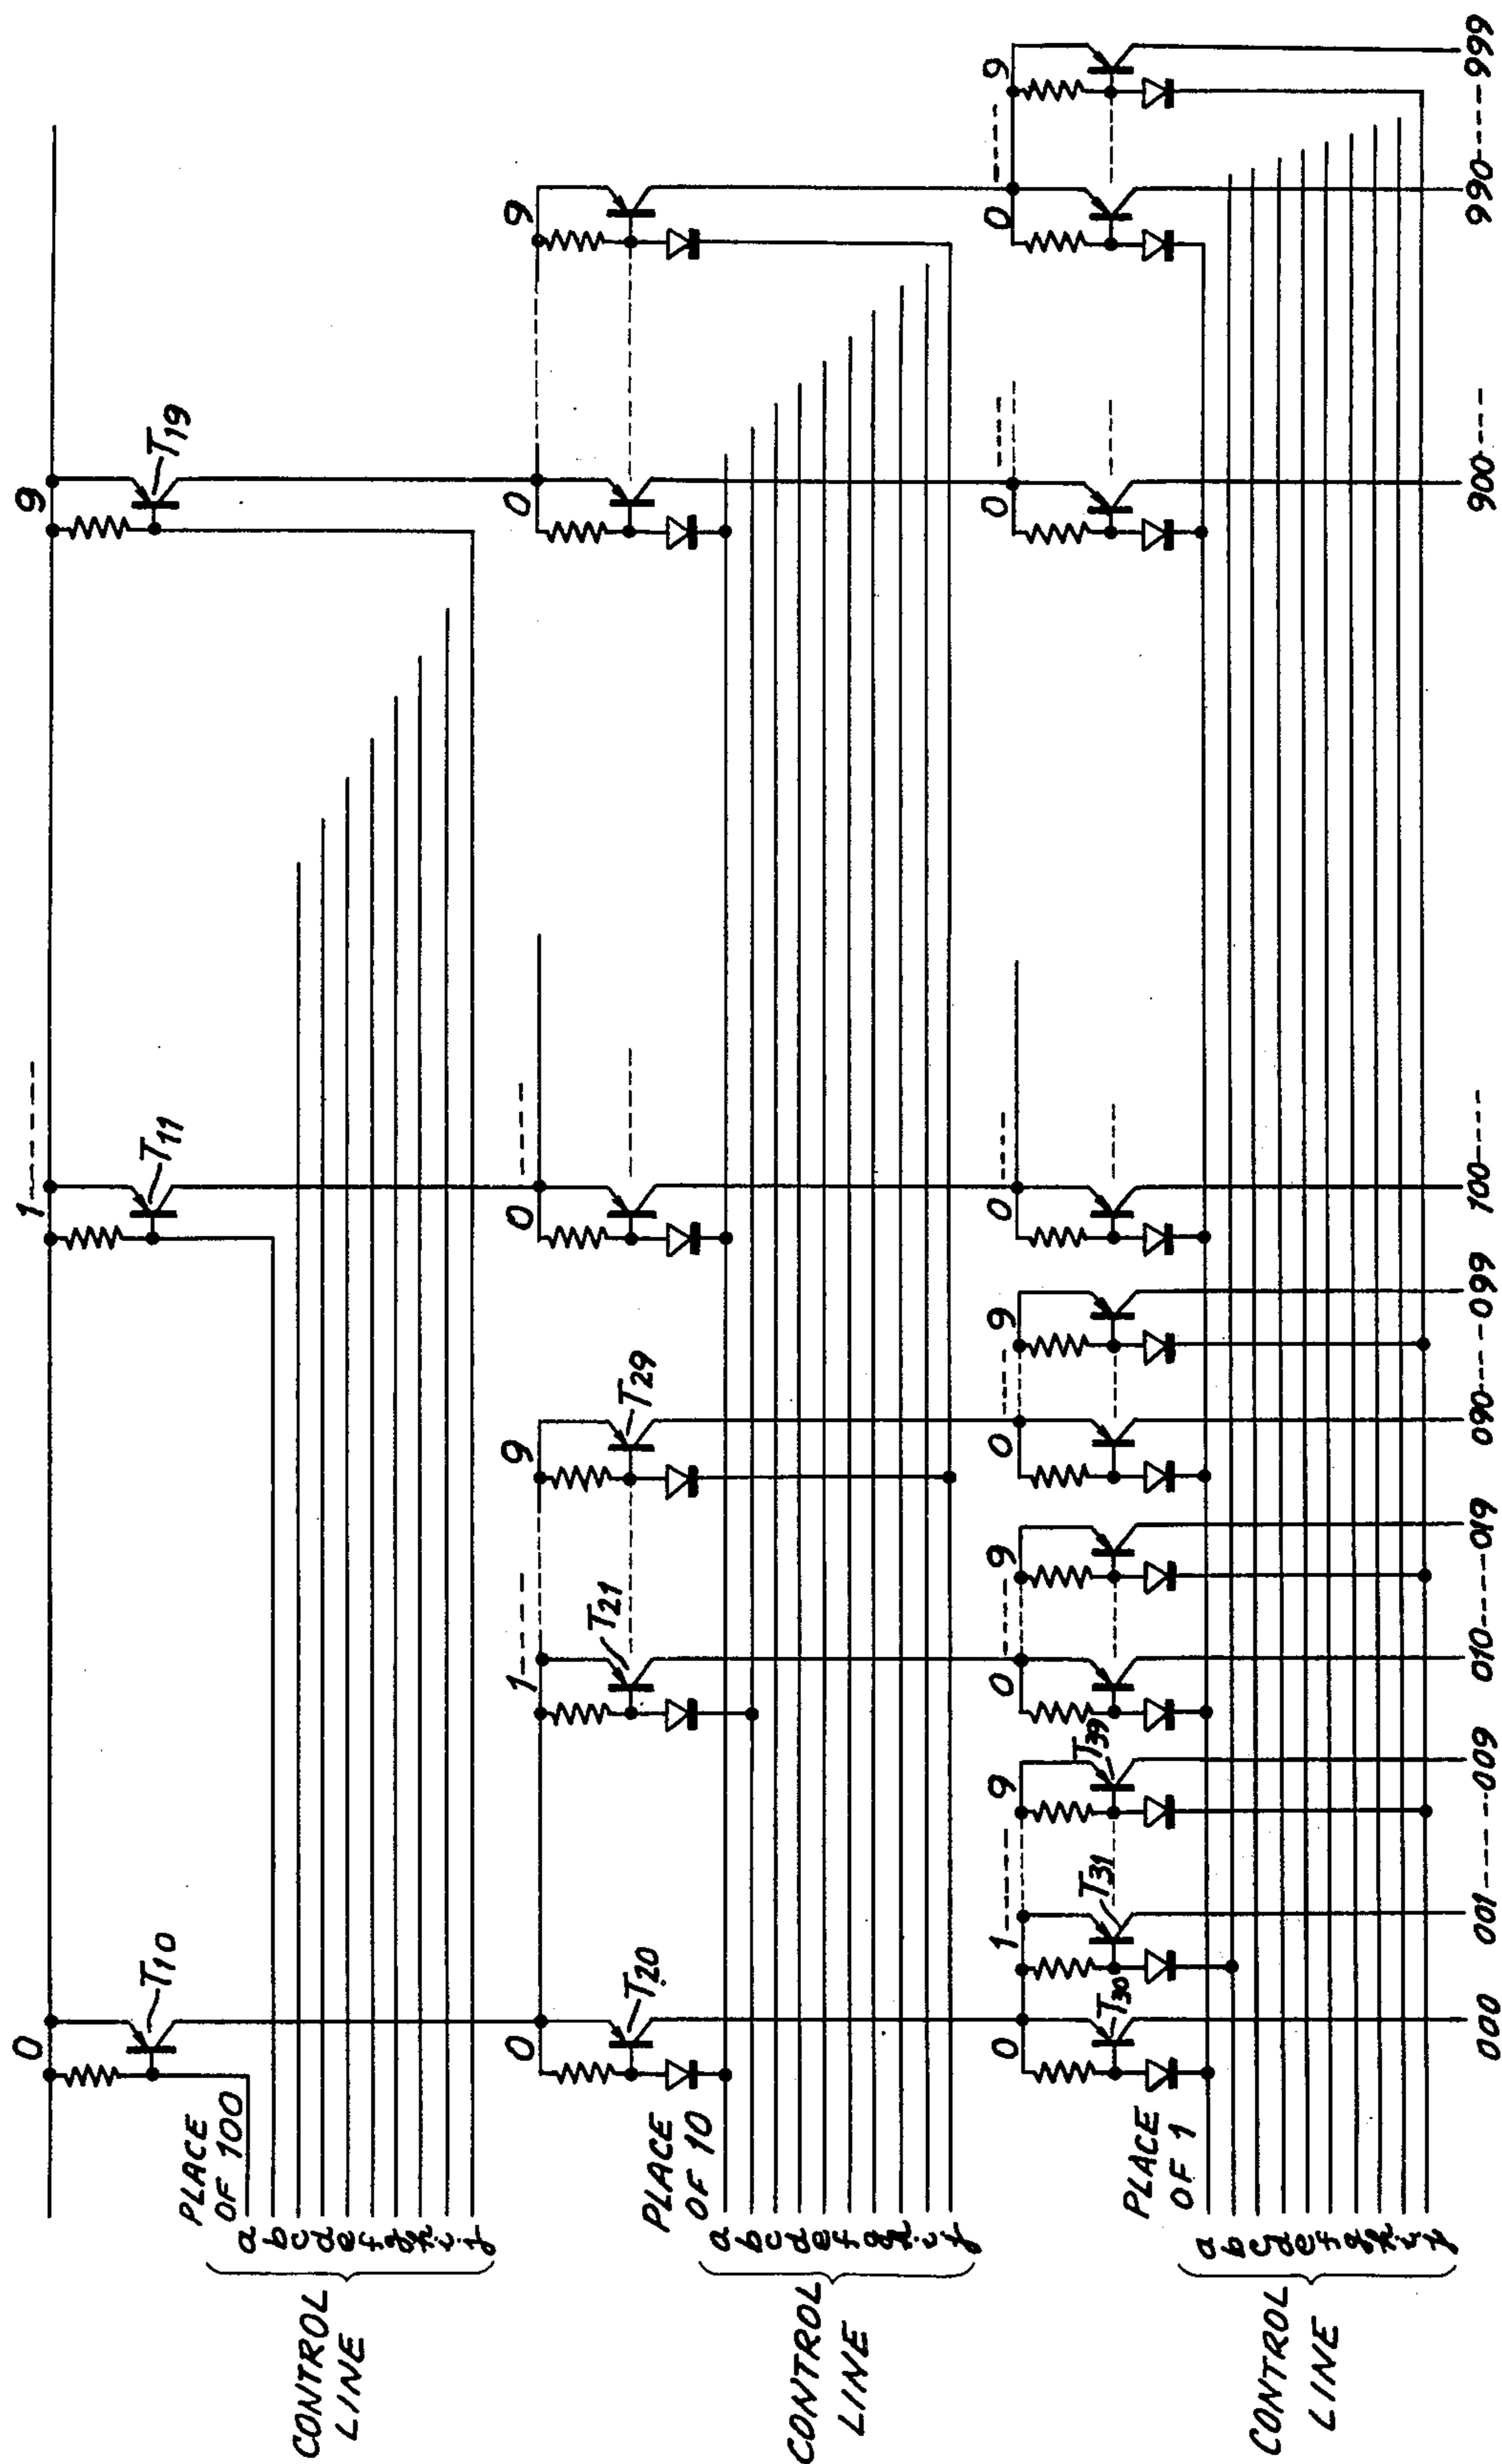 0
1-----
9
T10
T11
T19
PLACE
OF 100
a
b
c
d
e
f
g
h
i
j
CONTROL
LINE
0
1-----
9
0----
0
9
T20
T21
T29
PLACE
OF 10
a
b
c
d
e
f
g
h
i
j
CONTROL
LINE
0
1-----
9
0-----
9
0----
9
0----
0----
0----
9
T30
T31
T39
PLACE
OF 1
a
b
c
d
e
f
g
h
i
j
CONTROL
LINE
000 001-----009 010----019 090---099 100---- 900---- 990----999